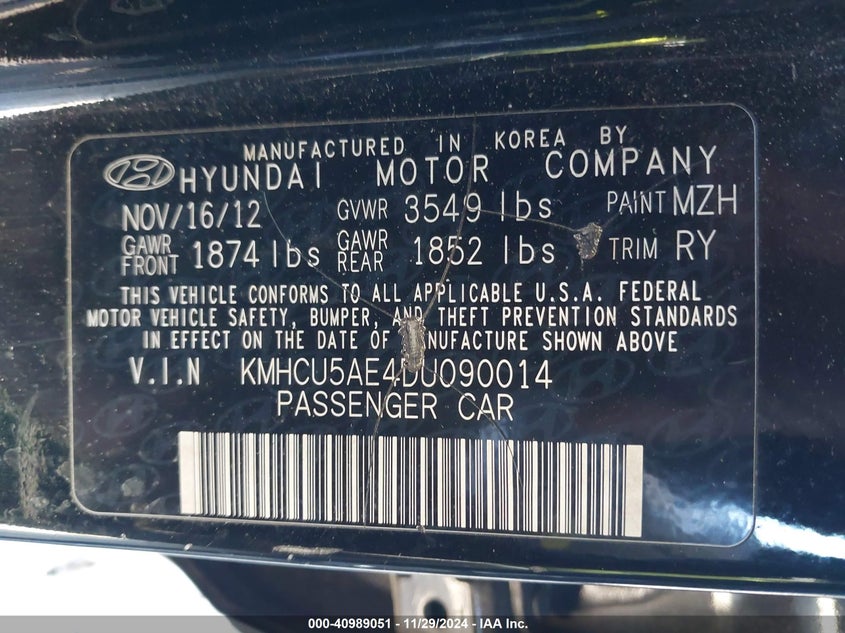 MANUFACTURED IN KOREA BY
HYUNDAI MOTOR COMPANY
NOV/16/12 GVWR 3549 lbs PAINT MZH
GAWR FRONT 1874 lbs GAWR REAR 1852 lbs TRIM RY
THIS VEHICLE CONFORMS TO ALL APPLICABLE U.S.A. FEDERAL
MOTOR VEHICLE SAFETY, BUMPER, AND THEFT PREVENTION STANDARDS
IN EFFECT ON THE DATE OF MANUFACTURE SHOWN ABOVE
V.I.N KMHCU5AE4DU090014
PASSENGER CAR
000-40989051 - 11/29/2024 - IAA Inc.